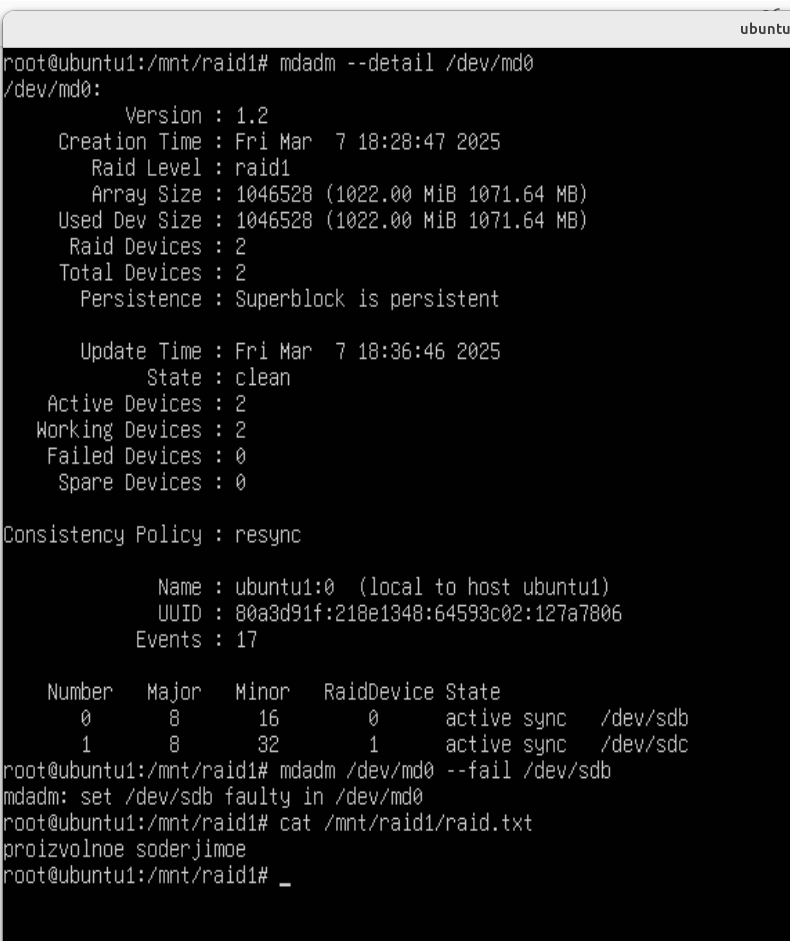 ubuntu
root@ubuntu1:/mnt/raid1# mdadm --detail /dev/md0
/dev/md0:
Version : 1.2
Creation Time : Fri Mar  7 18:28:47 2025
Raid Level : raid1
Array Size : 1046528 (1022.00 MiB 1071.64 MB)
Used Dev Size : 1046528 (1022.00 MiB 1071.64 MB)
Raid Devices : 2
Total Devices : 2
Persistence : Superblock is persistent
Update Time : Fri Mar  7 18:36:46 2025
State : clean
Active Devices : 2
Working Devices : 2
Failed Devices : 0
Spare Devices : 0
Consistency Policy : resync
Name : ubuntu1:0  (local to host ubuntu1)
UUID : 80a3d91f:218e1348:64593c02:127a7806
Events : 17
Number   Major   Minor   RaidDevice State
0       8       16        0      active sync   /dev/sdb
1       8       32        1      active sync   /dev/sdc
root@ubuntu1:/mnt/raid1# mdadm /dev/md0 --fail /dev/sdb
mdadm: set /dev/sdb faulty in /dev/md0
root@ubuntu1:/mnt/raid1# cat /mnt/raid1/raid.txt
proizvolnoe soderjimoe
root@ubuntu1:/mnt/raid1# _